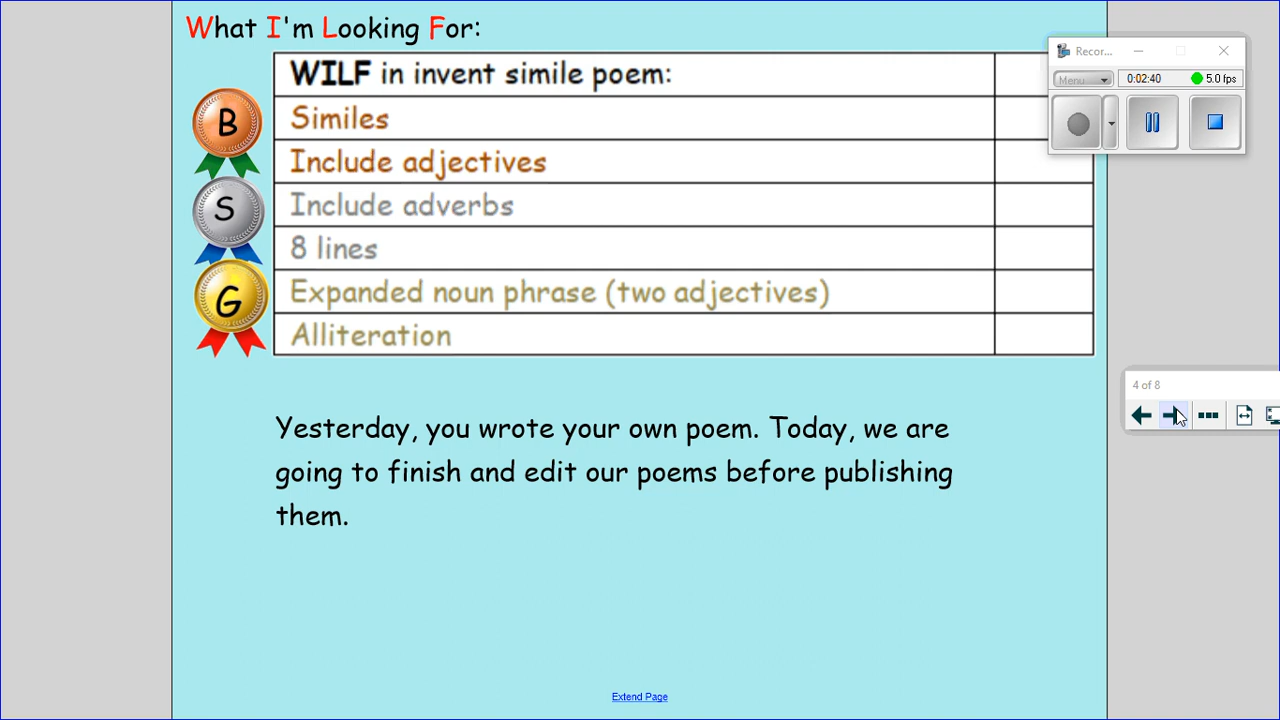 What I'm Looking For:
WILF in invent simile poem:
B
Similes
Include adjectives
S
Include adverbs
8 lines
G
Expanded noun phrase (two adjectives)
Alliteration
Yesterday, you wrote your own poem. Today, we are
going to finish and edit our poems before publishing
them.
Extend Page
Recor...
Menu
0:02:40
5.0 fps
4 of 8